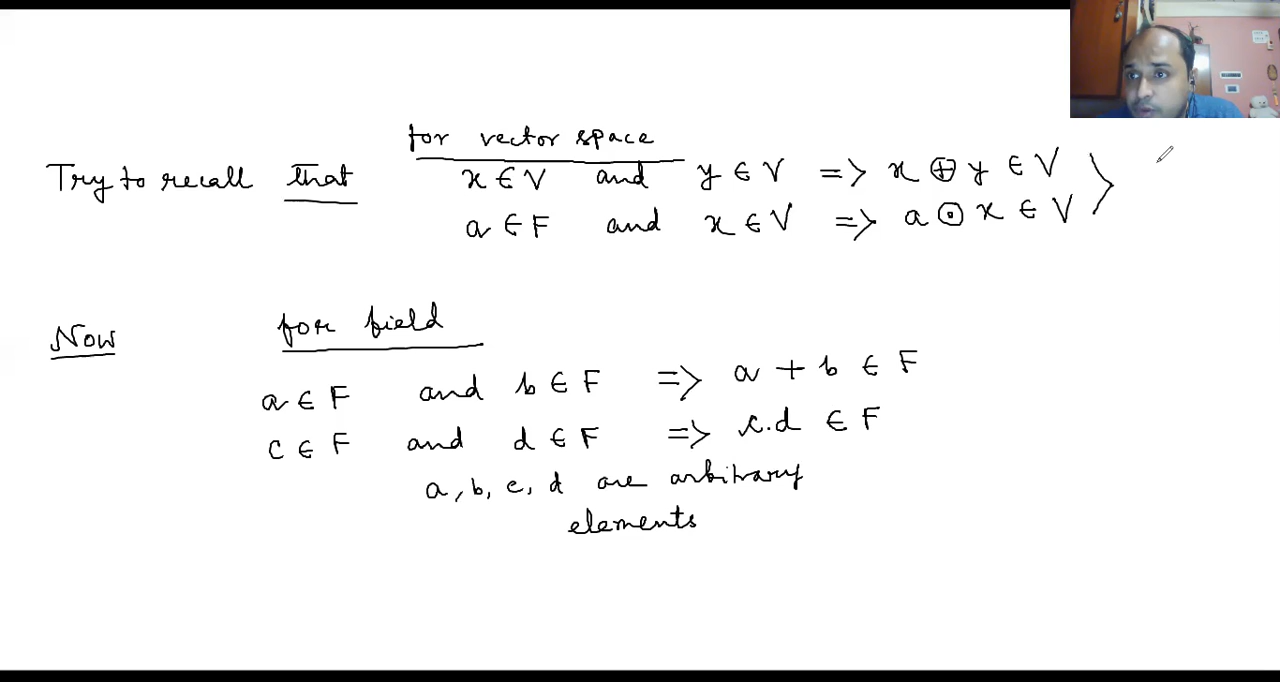 for vector space
Try to recall that x ∈ V and y ∈ V => x ⊕ y ∈ V
a ∈ F and x ∈ V => a ⊙ x ∈ V
Now for field
a ∈ F and b ∈ F => a + b ∈ F
c ∈ F and d ∈ F => c.d ∈ F
a, b, c, d are arbitrary
elements